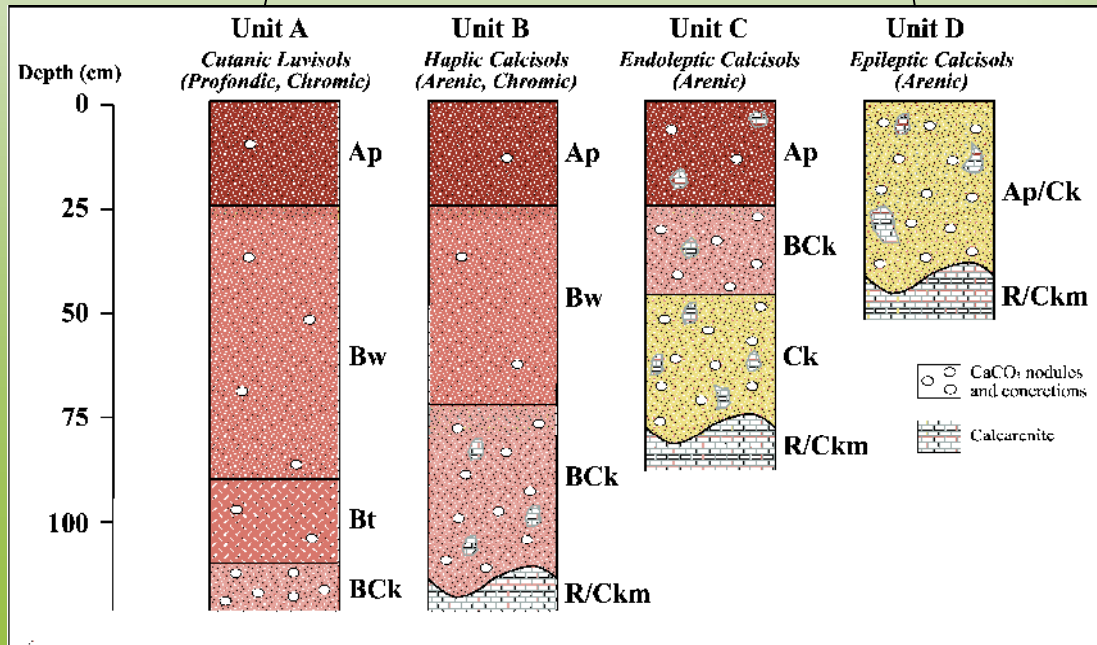 Unit A
Cutanic Luvisols
(Profondic, Chromic)
Unit B
Haplic Calcisols
(Arenic, Chromic)
Unit C
Endoleptic Calcisols
(Arenic)
Unit D
Epileptic Calcisols
(Arenic)
Depth (cm)
0
25
50
75
100
Ap
Bw
Bt
BCk
Ap
Bw
BCk
R/Ckm
Ap
BCk
Ck
R/Ckm
Ap/Ck
R/Ckm
CaCO₃ nodules
and concretions
Calcarenite